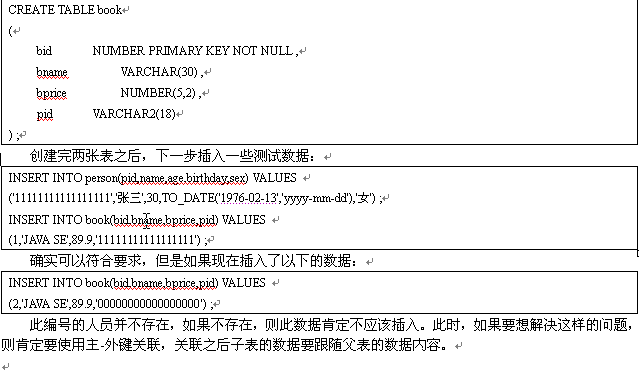 CREATE TABLE book
(
bid NUMBER PRIMARY KEY NOT NULL ,
bname VARCHAR(30) ,
bprice NUMBER(5,2) ,
pid VARCHAR2(18)
) ;
创建完两张表之后，下一步插入一些测试数据：
INSERT INTO person(pid,name,age,birthday,sex) VALUES
('11111111111111111','张三',30,TO_DATE('1976-02-13','yyyy-mm-dd'),'女') ;
INSERT INTO book(bid,bname,bprice,pid) VALUES
(1,'JAVA SE',89.9,'11111111111111111') ;
确实可以符合要求，但是如果现在插入了以下的数据：
INSERT INTO book(bid,bname,bprice,pid) VALUES
(2,'JAVA SE',89.9,'00000000000000000') ;
此编号的人员并不存在，如果不存在，则此数据肯定不应该插入。此时，如果要想解决这样的问题，
则肯定要使用主-外键关联，关联之后子表的数据要跟随父表的数据内容。